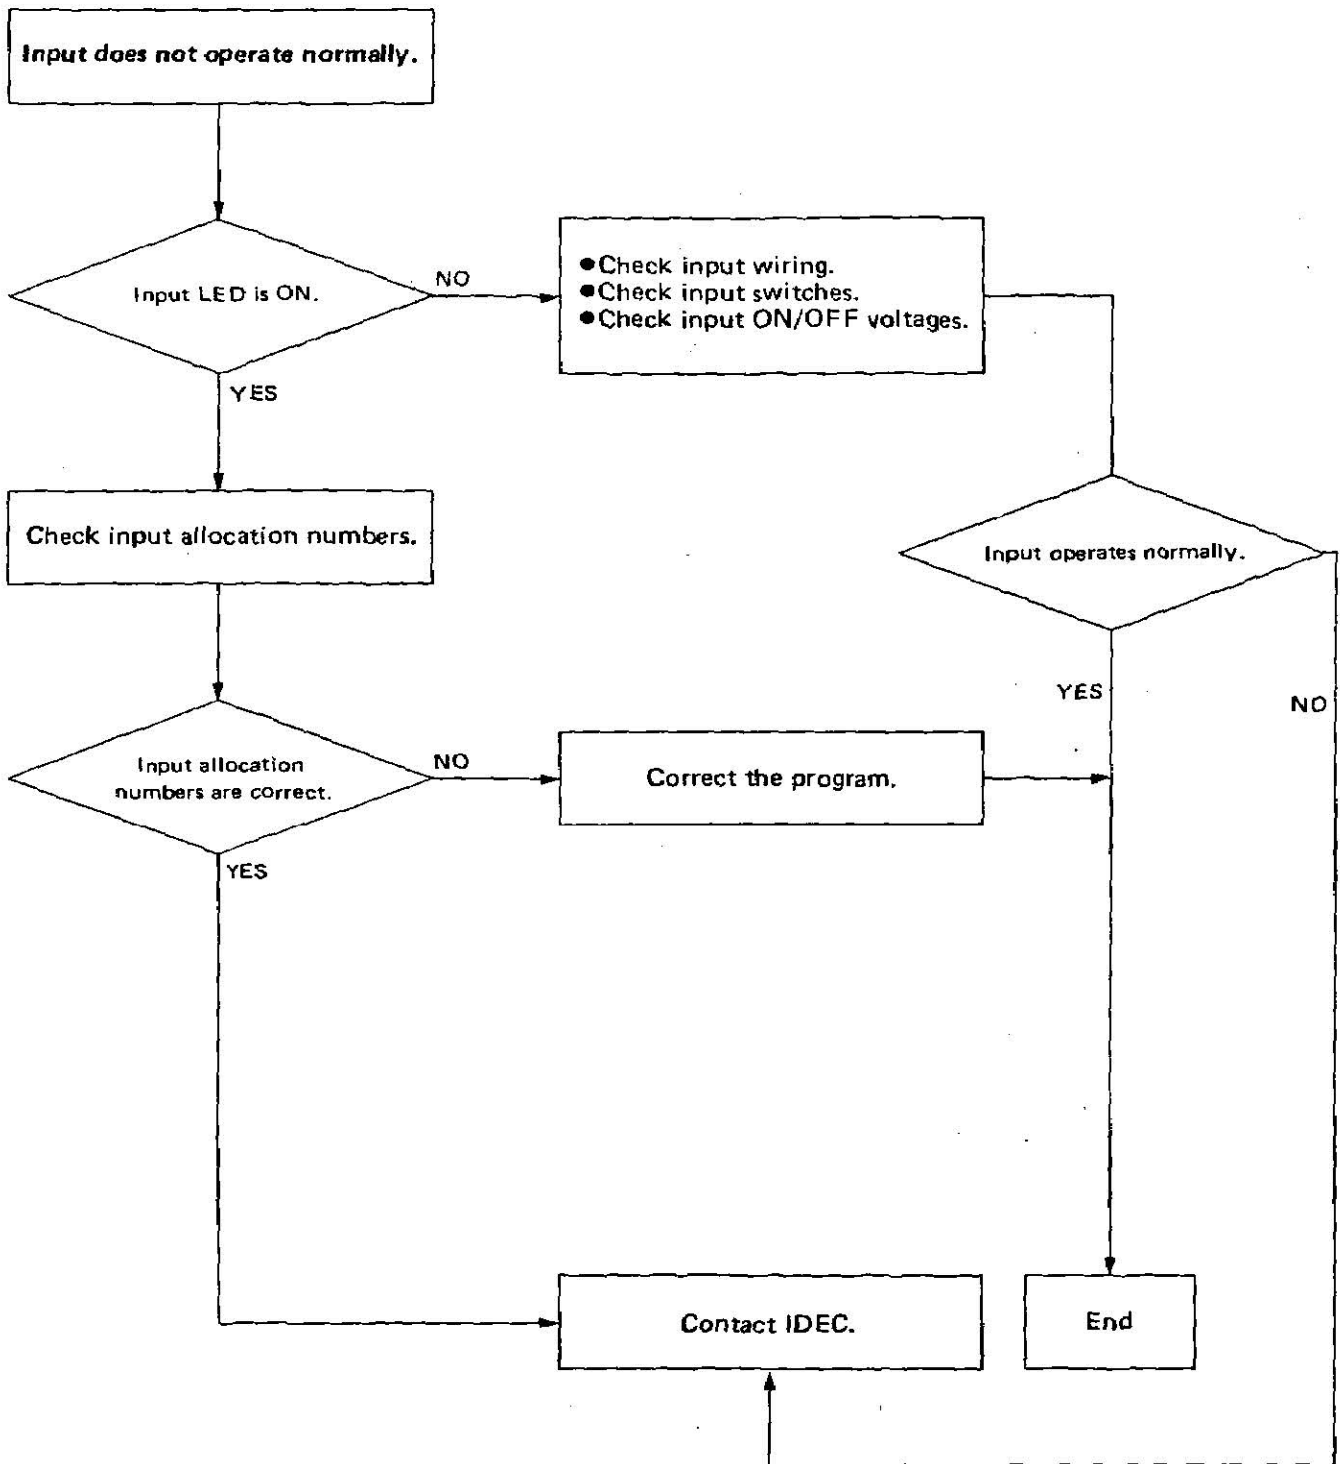 Input does not operate normally.
Input LED is ON.
NO
●Check input wiring.
●Check input switches.
●Check input ON/OFF voltages.
YES
Check input allocation numbers.
Input operates normally.
YES
NO
Input allocation
numbers are correct.
NO
Correct the program.
YES
Contact IDEC.
End